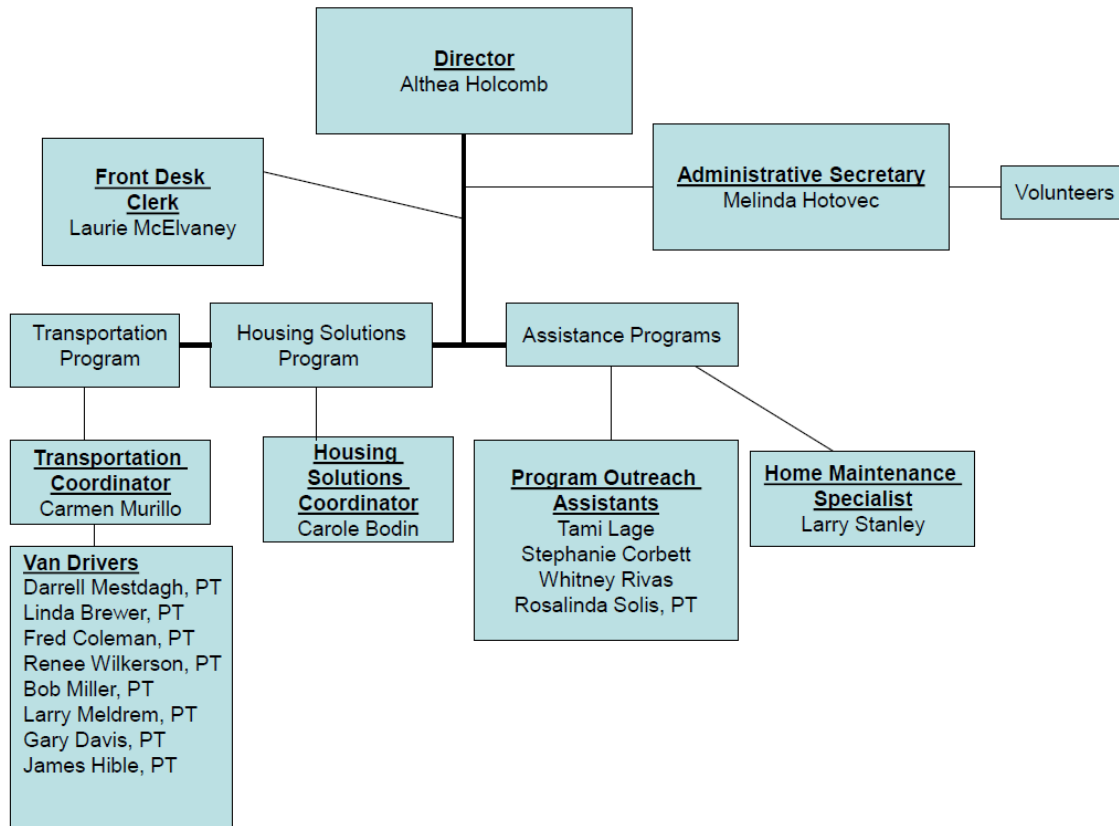 Director
Althea Holcomb
Front Desk
Clerk
Laurie McElvaney
Administrative Secretary
Melinda Hotovec
Volunteers
Transportation
Program
Housing Solutions
Program
Assistance Programs
Transportation
Coordinator
Carmen Murillo
Housing
Solutions
Coordinator
Carole Bodin
Program Outreach
Assistants
Tami Lage
Stephanie Corbett
Whitney Rivas
Rosalinda Solis, PT
Home Maintenance
Specialist
Larry Stanley
Van Drivers
Darrell Mestdagh, PT
Linda Brewer, PT
Fred Coleman, PT
Renee Wilkerson, PT
Bob Miller, PT
Larry Meldrem, PT
Gary Davis, PT
James Hible, PT